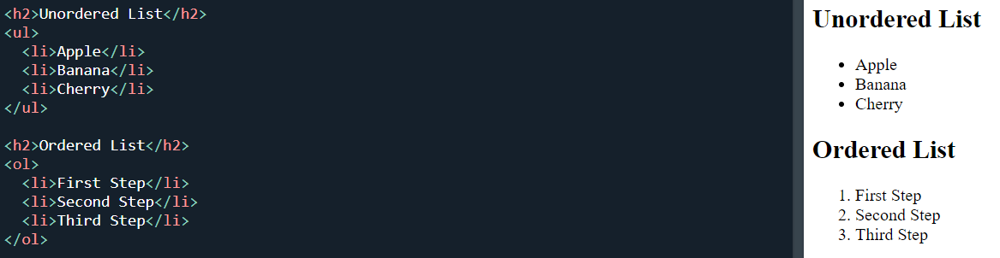 <h2>Unordered List</h2>
<ul>
  <li>Apple</li>
  <li>Banana</li>
  <li>Cherry</li>
</ul>

<h2>Ordered List</h2>
<ol>
  <li>First Step</li>
  <li>Second Step</li>
  <li>Third Step</li>
</ol>
Unordered List
• Apple
• Banana
• Cherry
Ordered List
1. First Step
2. Second Step
3. Third Step